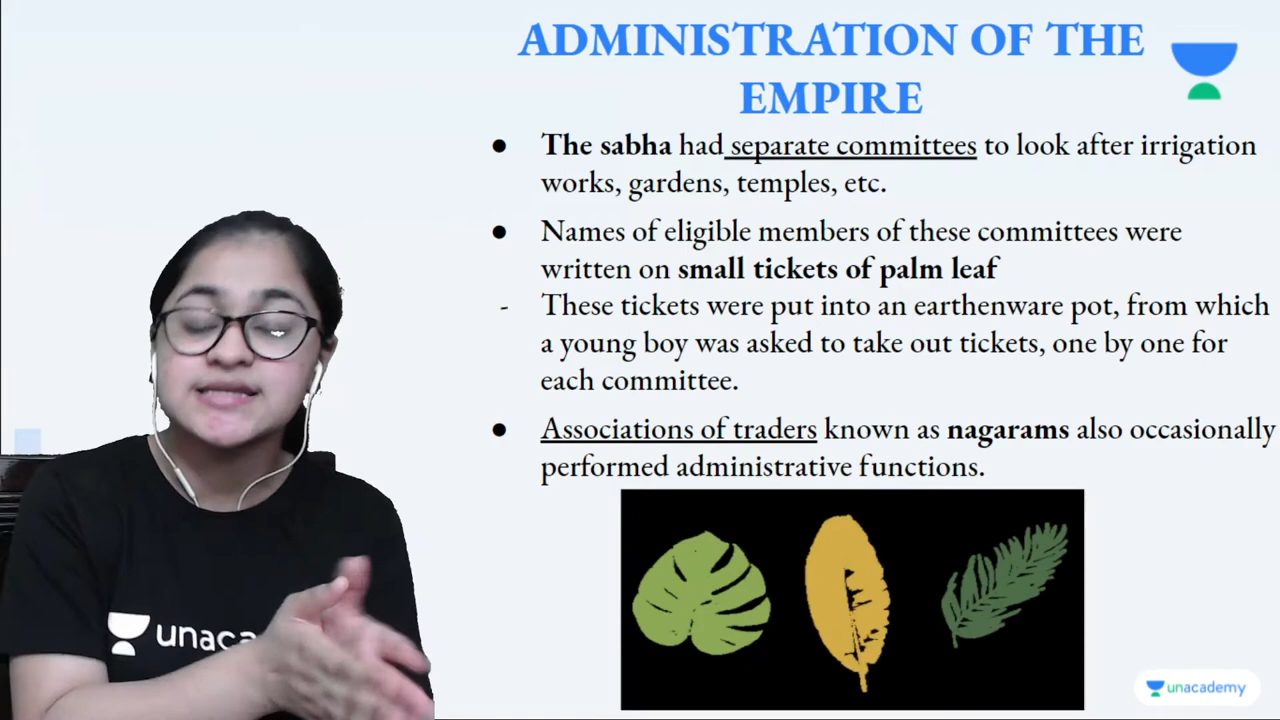 ADMINISTRATION OF THE
EMPIRE
● The sabha had separate committees to look after irrigation
works, gardens, temples, etc.
● Names of eligible members of these committees were
written on small tickets of palm leaf
- These tickets were put into an earthenware pot, from which
a young boy was asked to take out tickets, one by one for
each committee.
● Associations of traders known as nagarams also occasionally
performed administrative functions.
unaca
unacademy